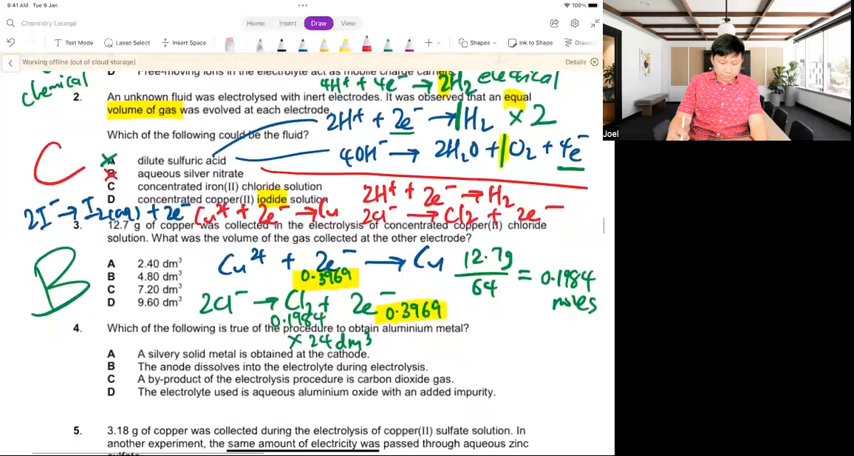 9:41 AM Tue 9 Jan
100%
Chemistry Lounge
Home Insert Draw View
Text Mode Lasso Select Insert Space Shapes Ink to Shape
Working offline (out of cloud storage) Details
D Free-moving ions in the electrolyte act as mobile charge carriers
chemical 4H+ + 4e- → 2H2 electrical
2. An unknown fluid was electrolysed with inert electrodes. It was observed that an equal
volume of gas was evolved at each electrode.
2H+ + 2e- → 1H2 × 2
Which of the following could be the fluid?
4OH- → 2H2O + 1O2 + 4e-
C
A dilute sulfuric acid
B aqueous silver nitrate
C concentrated iron(II) chloride solution
2H+ + 2e- → H2
D concentrated copper(II) iodide solution
2I- → I2(aq) + 2e- Cu2+ + 2e- → Cu 2Cl- → Cl2 + 2e-
3. 12.7 g of copper was collected in the electrolysis of concentrated copper(II) chloride
solution. What was the volume of the gas collected at the other electrode?
B
A 2.40 dm3
B 4.80 dm3
C 7.20 dm3
D 9.60 dm3
Cu2+ + 2e- → Cu 12.7g / 64 = 0.1984 moles
0.3969
2Cl- → Cl2 + 2e- 0.3969
0.1984
× 24 dm3
4. Which of the following is true of the procedure to obtain aluminium metal?
A A silvery solid metal is obtained at the cathode.
B The anode dissolves into the electrolyte during electrolysis.
C A by-product of the electrolysis procedure is carbon dioxide gas.
D The electrolyte used is aqueous aluminium oxide with an added impurity.
5. 3.18 g of copper was collected during the electrolysis of copper(II) sulfate solution. In
another experiment, the same amount of electricity was passed through aqueous zinc
Joel